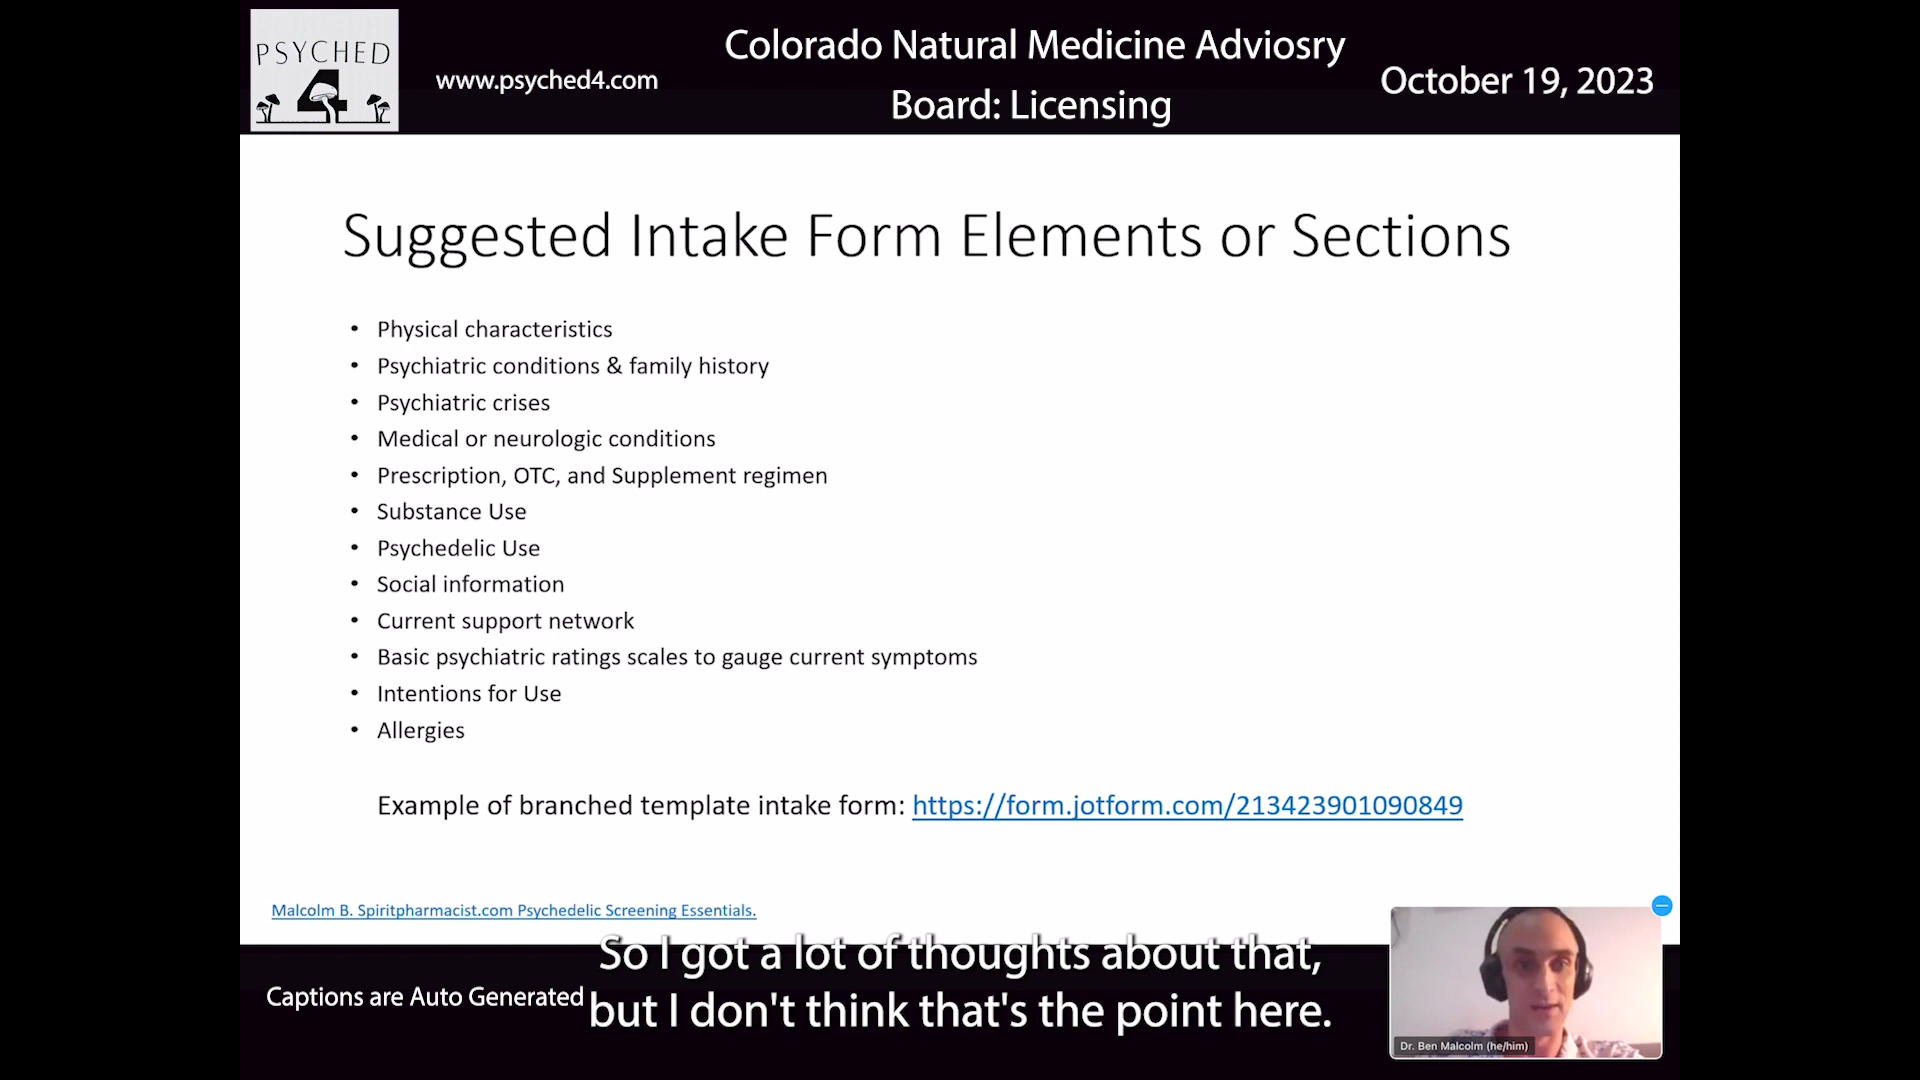 PSYCHED
4
www.psyched4.com
Colorado Natural Medicine Adviosry
Board: Licensing
October 19, 2023
Suggested Intake Form Elements or Sections
• Physical characteristics
• Psychiatric conditions & family history
• Psychiatric crises
• Medical or neurologic conditions
• Prescription, OTC, and Supplement regimen
• Substance Use
• Psychedelic Use
• Social information
• Current support network
• Basic psychiatric ratings scales to gauge current symptoms
• Intentions for Use
• Allergies
Example of branched template intake form: https://form.jotform.com/213423901090849
Malcolm B. Spiritpharmacist.com Psychedelic Screening Essentials.
So I got a lot of thoughts about that,
but I don't think that's the point here.
Captions are Auto Generated
Dr. Ben Malcolm (he/him)